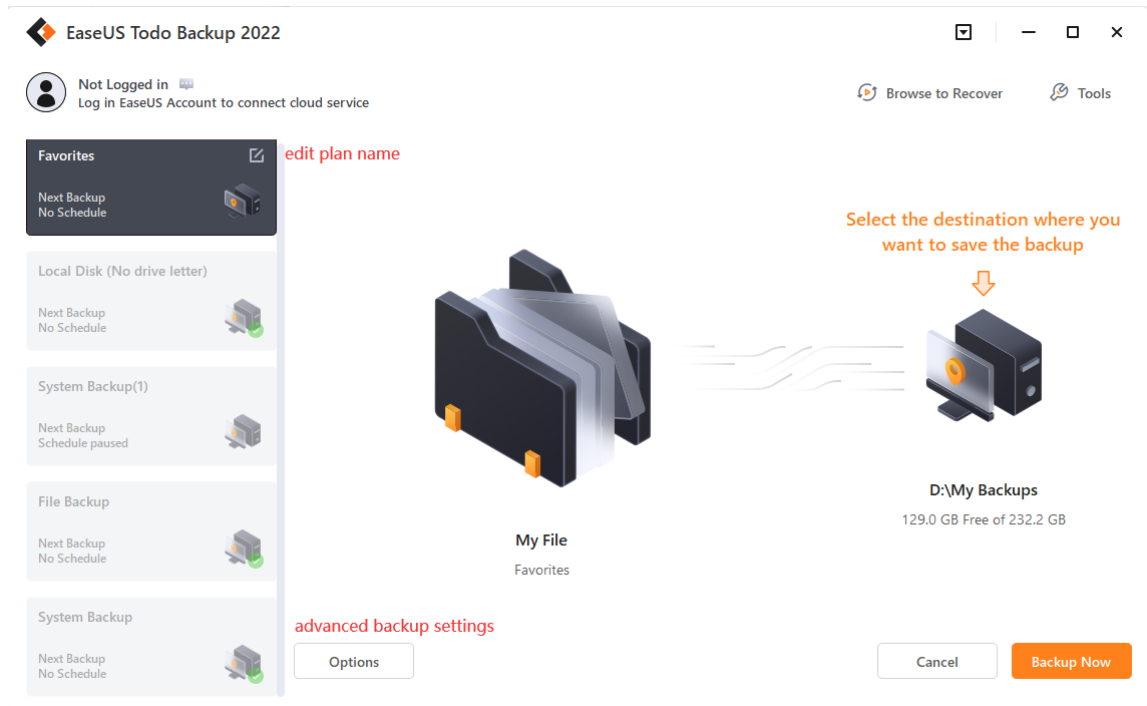 EaseUS Todo Backup 2022
Not Logged in
Log in EaseUS Account to connect cloud service
Browse to Recover
Tools
Favorites
edit plan name
Next Backup
No Schedule
Local Disk (No drive letter)
Next Backup
No Schedule
System Backup(1)
Next Backup
Schedule paused
File Backup
Next Backup
No Schedule
System Backup
Next Backup
No Schedule
My File
Favorites
Select the destination where you
want to save the backup
D:\My Backups
129.0 GB Free of 232.2 GB
advanced backup settings
Options
Cancel
Backup Now